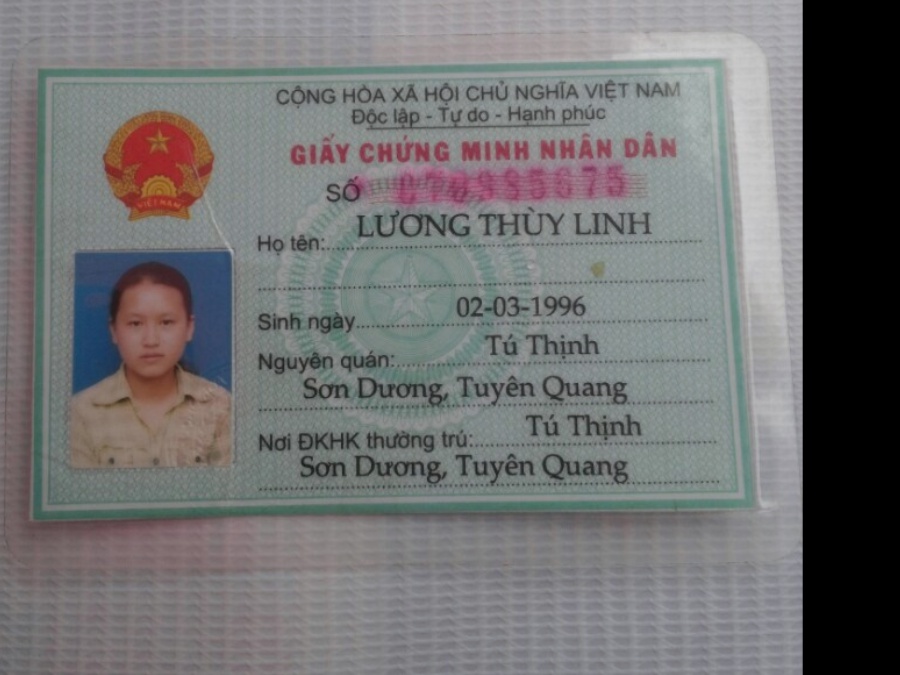 CỘNG HÒA XÃ HỘI CHỦ NGHĨA VIỆT NAM
Độc lập - Tự do - Hạnh phúc
GIẤY CHỨNG MINH NHÂN DÂN
SỐ
Họ tên: LƯƠNG THÙY LINH
Sinh ngày 02-03-1996
Nguyên quán: Tú Thịnh
Sơn Dương, Tuyên Quang
Nơi ĐKHK thường trú: Tú Thịnh
Sơn Dương, Tuyên Quang
VIỆT NAM